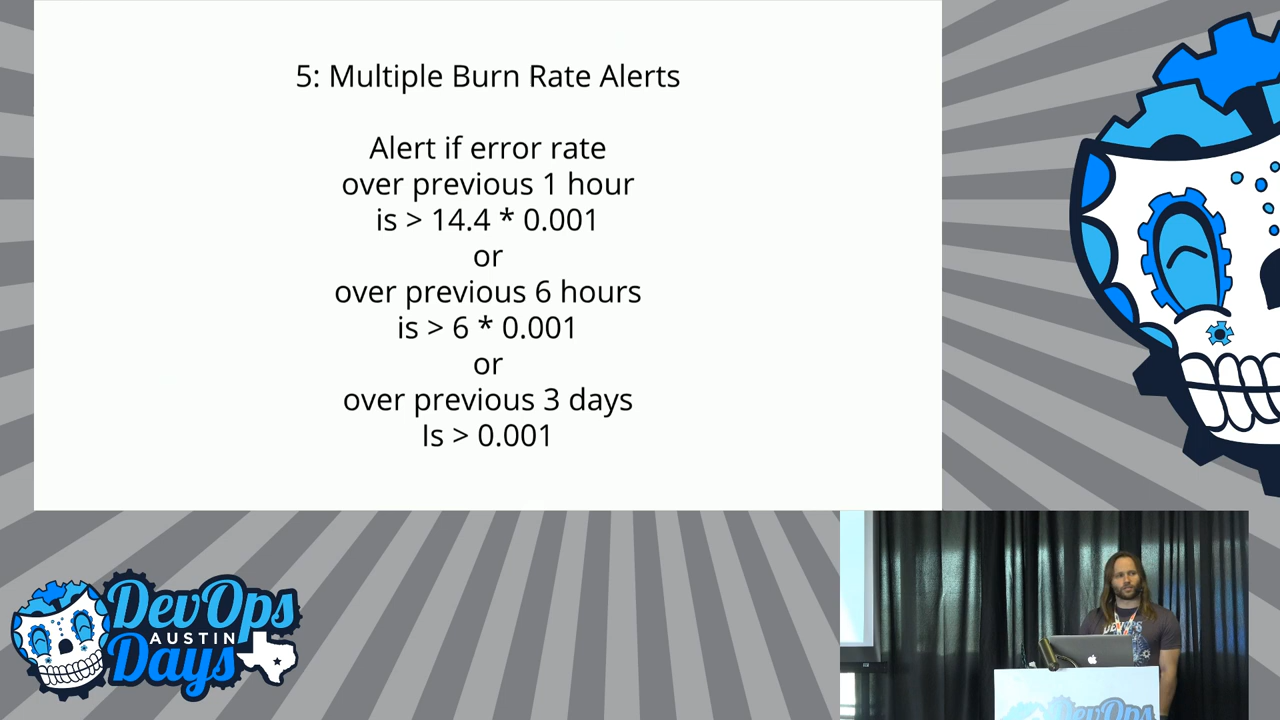 5: Multiple Burn Rate Alerts
Alert if error rate
over previous 1 hour
is > 14.4 * 0.001
or
over previous 6 hours
is > 6 * 0.001
or
over previous 3 days
Is > 0.001
DevOps
AUSTIN
Days
DEVOPS
DevOps